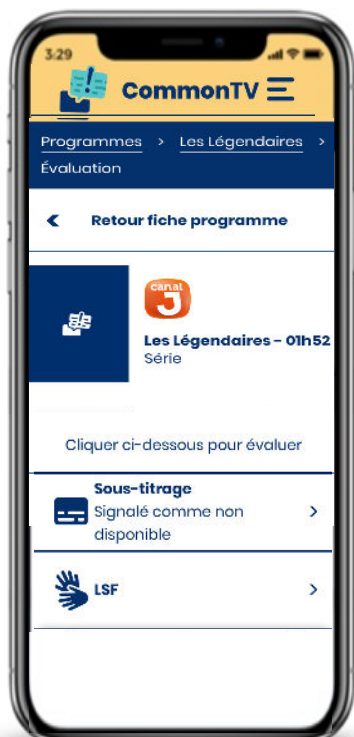 3:29
CommonTV
Programmes > Les Légendaires >
Évaluation
< Retour fiche programme
canal
J
Les Légendaires - 01h52
Série
Cliquer ci-dessous pour évaluer
Sous-titrage
Signalé comme non >
disponible
LSF >